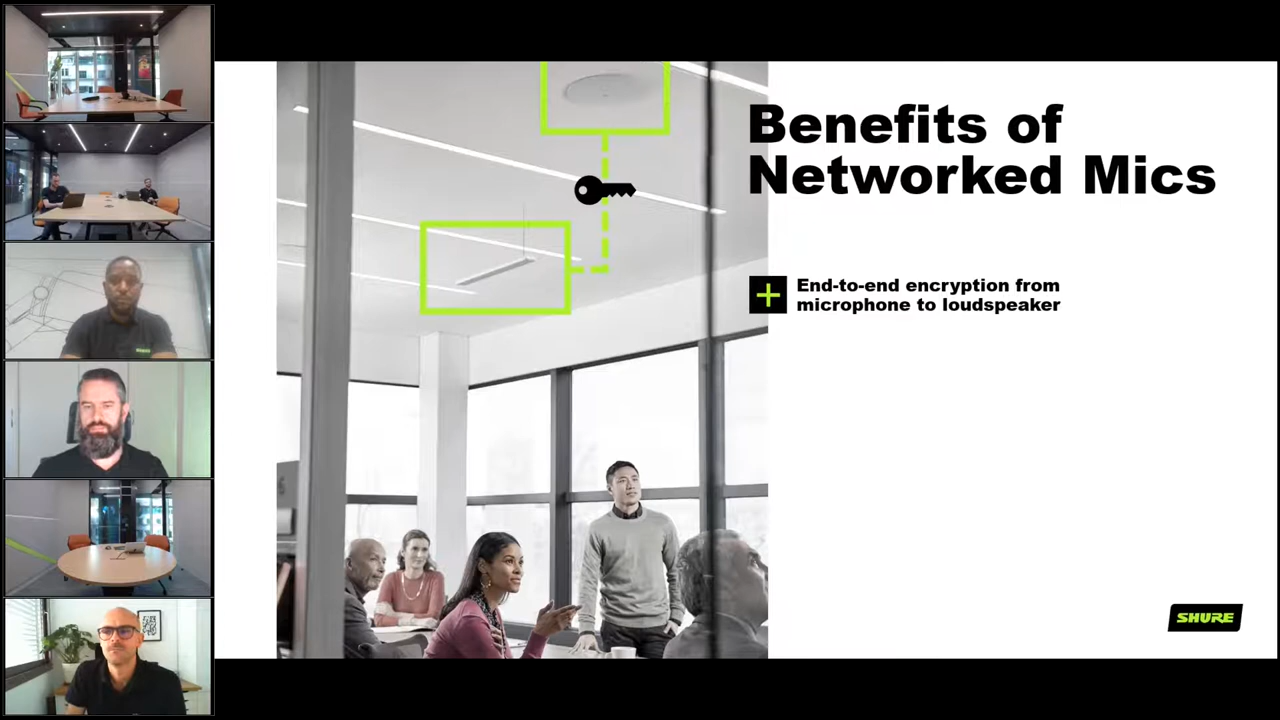 Benefits of
Networked Mics
End-to-end encryption from
microphone to loudspeaker
SHURE